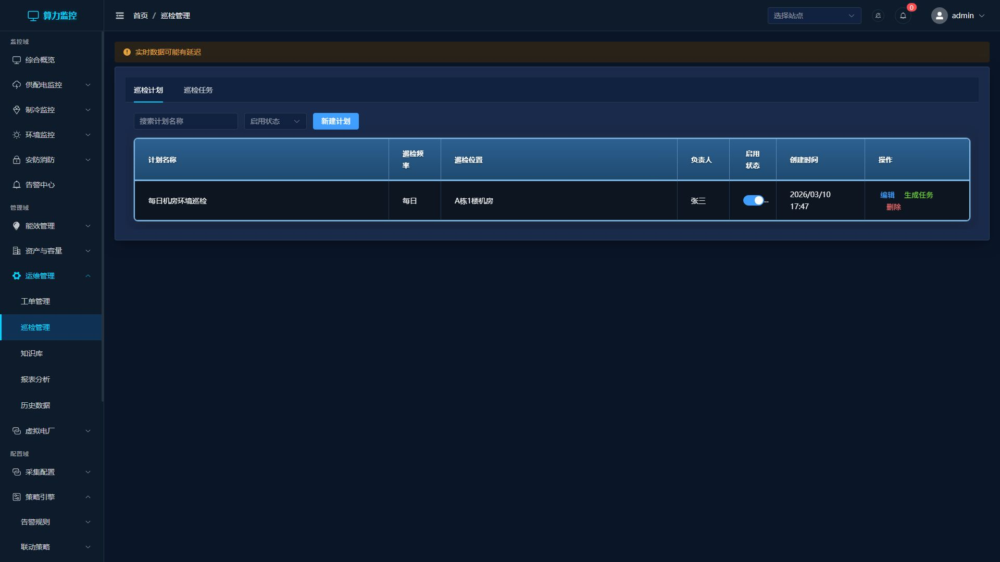 算力监控
首页 / 巡检管理
选择站点
0
admin
监控域
综合概览
供配电监控
制冷监控
环境监控
安防消防
告警中心
管理域
能效管理
资产与容量
运维管理
工单管理
巡检管理
知识库
报表分析
历史数据
虚拟电厂
配置域
采集配置
策略引擎
告警规则
联动策略
实时数据可能有延迟
巡检计划 巡检任务
搜索计划名称 启用状态 新建计划
计划名称 巡检频率 巡检位置 负责人 启用状态 创建时间 操作
每日机房环境巡检 每日 A栋1楼机房 张三 ... 2026/03/10 17:47 编辑 生成任务 删除